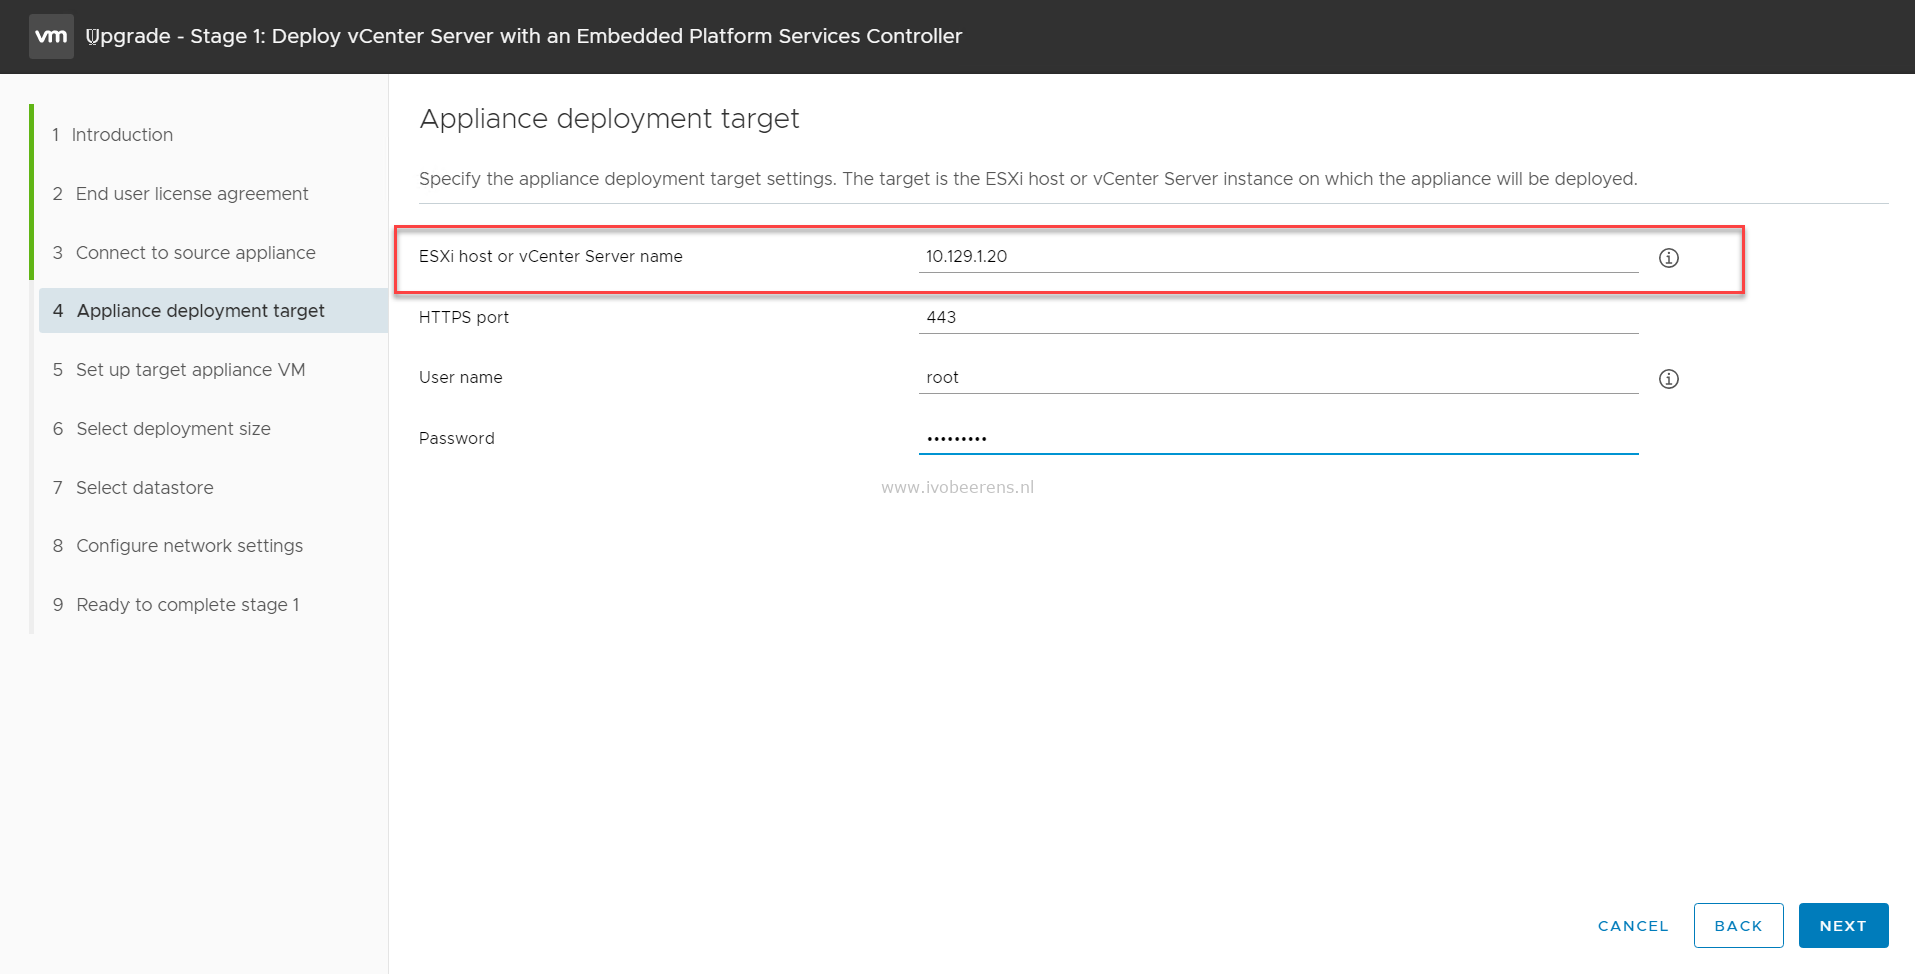 vm Upgrade - Stage 1: Deploy vCenter Server with an Embedded Platform Services Controller
1 Introduction
2 End user license agreement
3 Connect to source appliance
4 Appliance deployment target
5 Set up target appliance VM
6 Select deployment size
7 Select datastore
8 Configure network settings
9 Ready to complete stage 1
Appliance deployment target
Specify the appliance deployment target settings. The target is the ESXi host or vCenter Server instance on which the appliance will be deployed.
ESXi host or vCenter Server name 10.129.1.20
HTTPS port 443
User name root
Password •••••••••
www.ivobeerens.nl
CANCEL BACK NEXT